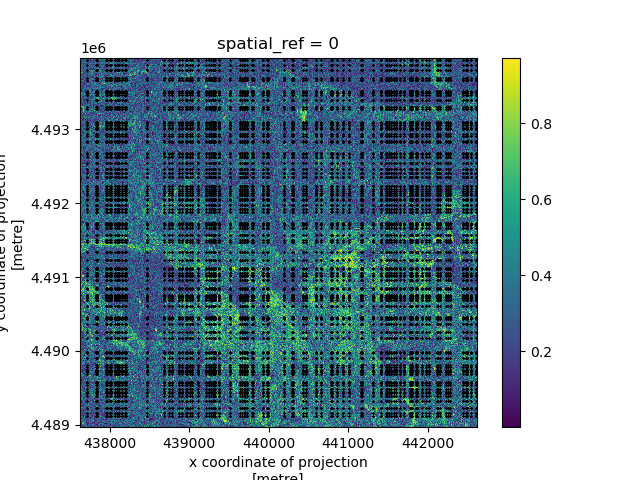 spatial_ref = 0
1e6
4.493
4.492
4.491
4.490
4.489
438000 439000 440000 441000 442000
x coordinate of projection
[metre]
y coordinate of projection
[metre]
0.8
0.6
0.4
0.2